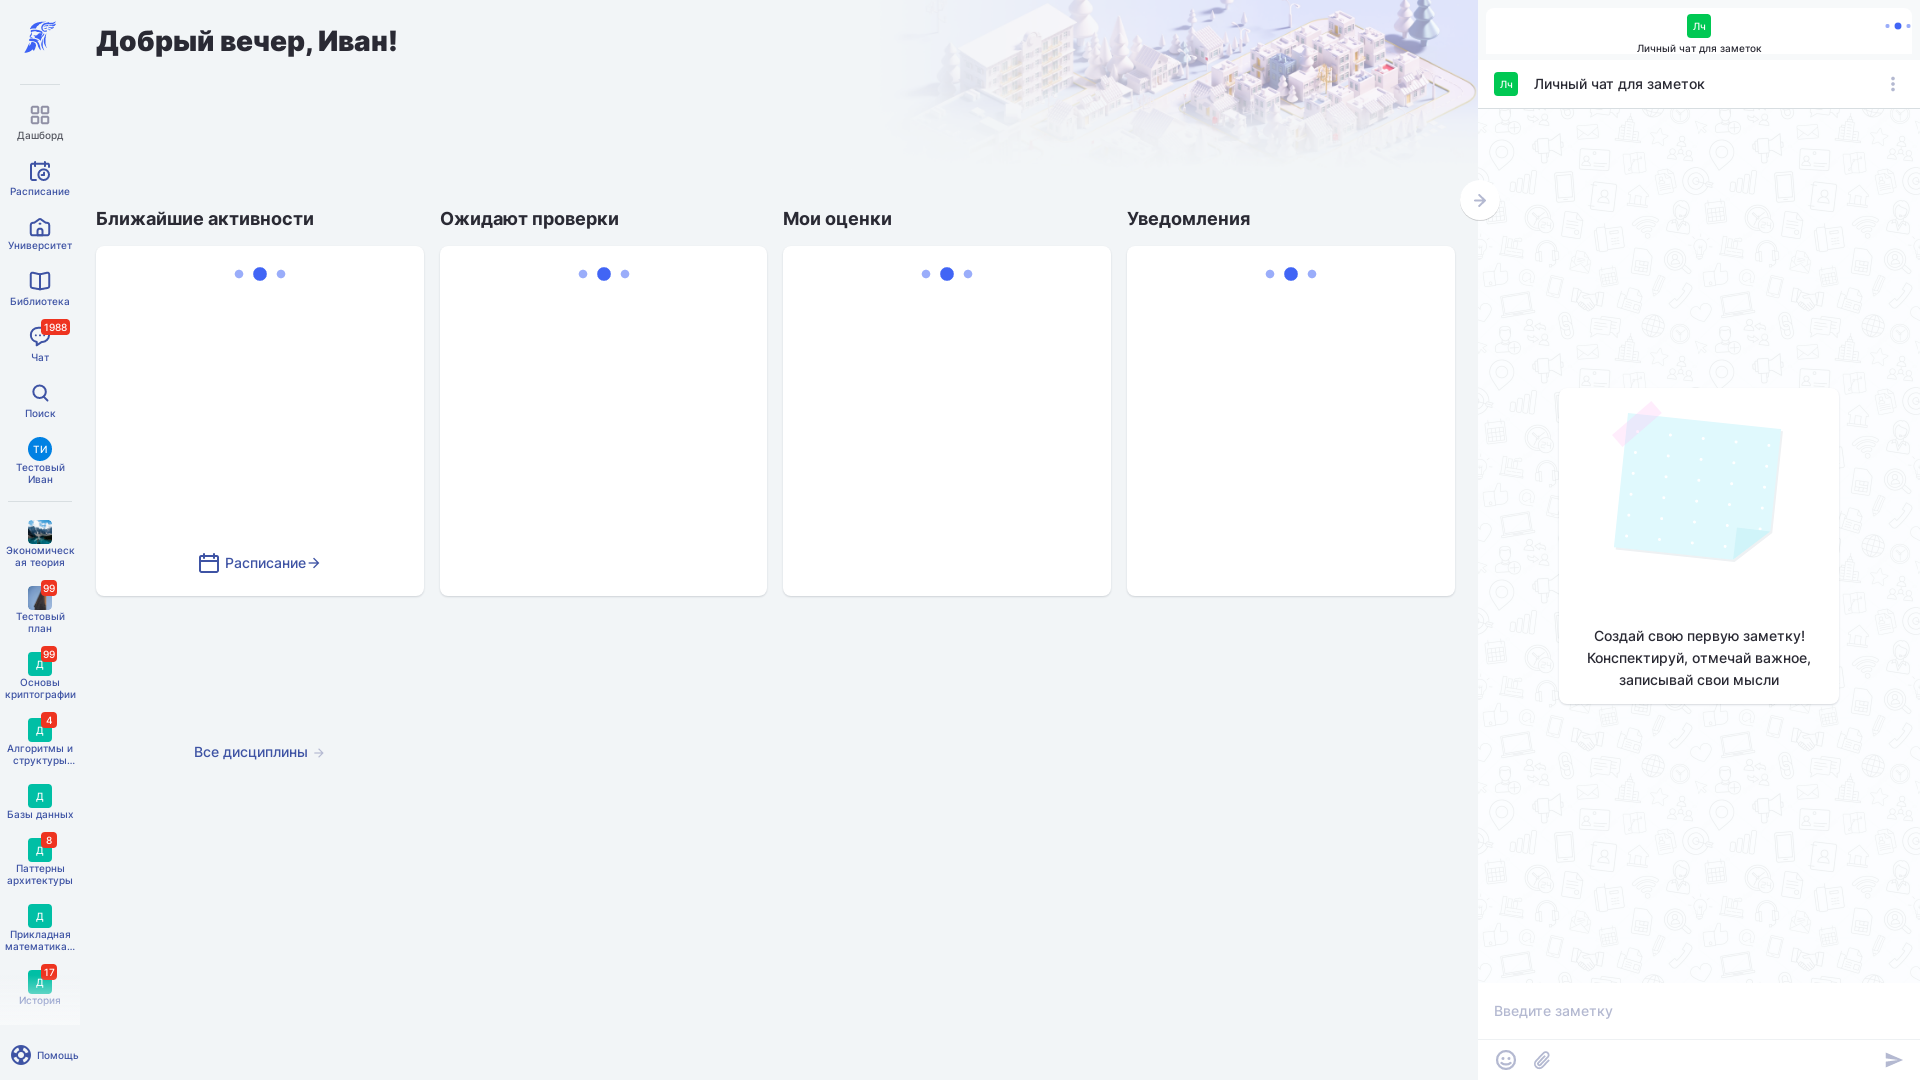 Добрый вечер, Иван!
Дашборд
Расписание
Университет
Библиотека
1988
Чат
Поиск
ТИ
Тестовый
Иван
Экономическ
ая теория
99
Тестовый
план
99
Д
Основы
криптографии
4
Д
Алгоритмы и
структуры...
Д
Базы данных
8
Д
Паттерны
архитектуры
Д
Прикладная
математика...
17
Д
История
Помощь
Ближайшие активности
Ожидают проверки
Мои оценки
Уведомления
Расписание
Все дисциплины
Лч
Личный чат для заметок
Лч
Личный чат для заметок
Создай свою первую заметку!
Конспектируй, отмечай важное,
записывай свои мысли
Введите заметку